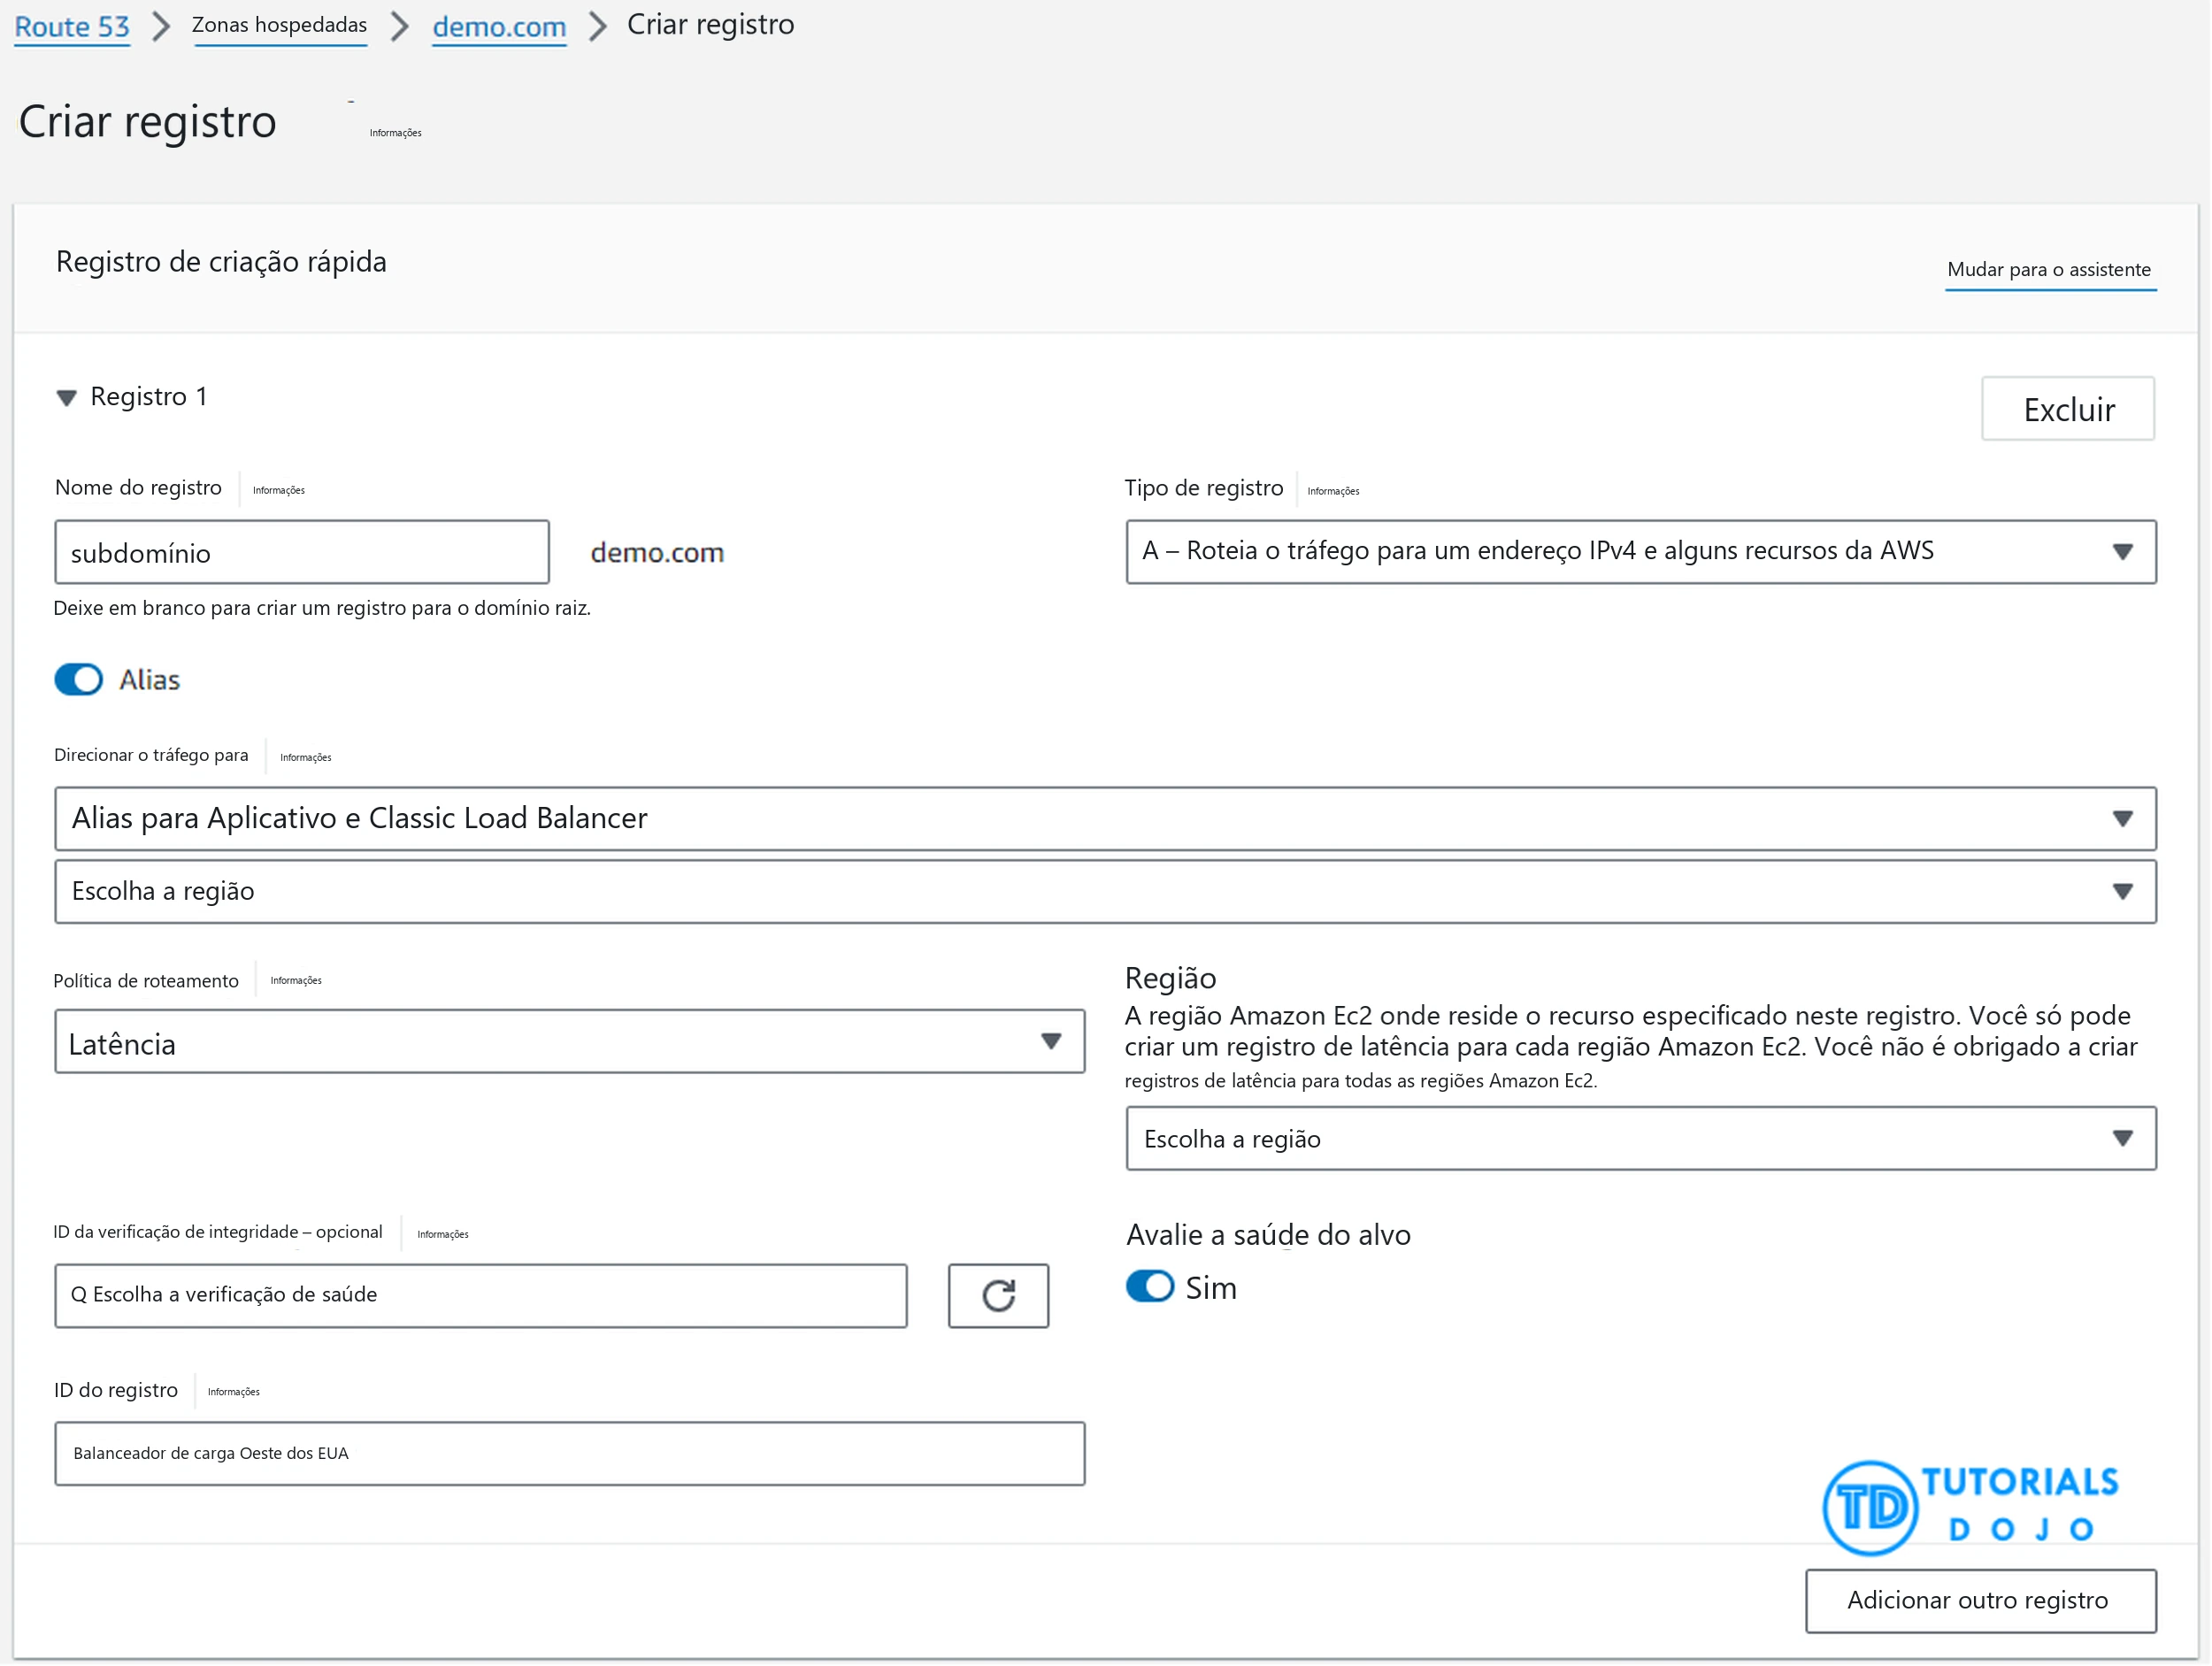 Route 53 > Zonas hospedadas > demo.com > Criar registro
Criar registro Informações
Registro de criação rápida
Mudar para o assistente
Registro 1
Excluir
Nome do registro Informações
subdomínio demo.com
Deixe em branco para criar um registro para o domínio raiz.
Tipo de registro Informações
A – Roteia o tráfego para um endereço IPv4 e alguns recursos da AWS
Alias
Direcionar o tráfego para Informações
Alias para Aplicativo e Classic Load Balancer
Escolha a região
Política de roteamento Informações
Latência
Região
A região Amazon Ec2 onde reside o recurso especificado neste registro. Você só pode
criar um registro de latência para cada região Amazon Ec2. Você não é obrigado a criar
registros de latência para todas as regiões Amazon Ec2.
Escolha a região
ID da verificação de integridade – opcional Informações
Q Escolha a verificação de saúde
Avalie a saúde do alvo
Sim
ID do registro Informações
Balanceador de carga Oeste dos EUA
TD TUTORIALS
DOJO
Adicionar outro registro